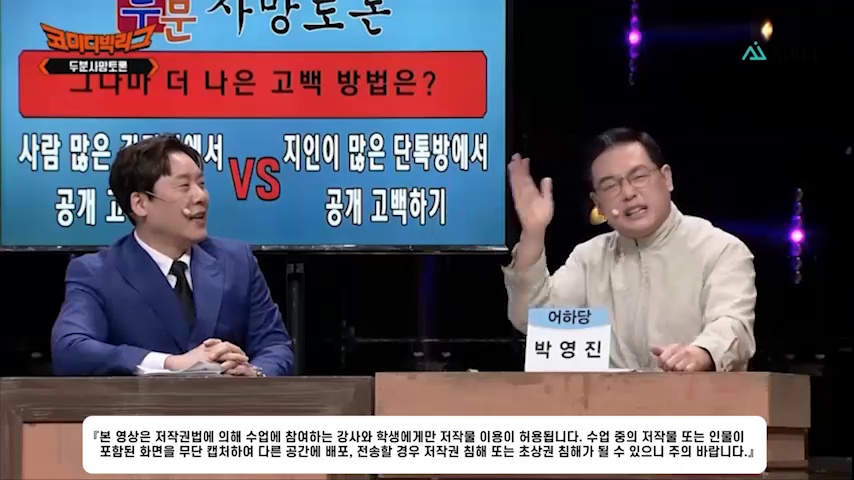 코미디빅리그
두분사망토론
두분 사망토론
그나마 더 나은 고백 방법은?
사람 많은
에서
공개
VS
지인이 많은 단톡방에서
공개 고백하기
어하당
박영진
『본 영상은 저작권법에 의해 수업에 참여하는 강사와 학생에게만 저작물 이용이 허용됩니다. 수업 중의 저작물 또는 인물이
포함된 화면을 무단 캡처하여 다른 공간에 배포, 전송할 경우 저작권 침해 또는 초상권 침해가 될 수 있으니 주의 바랍니다.』